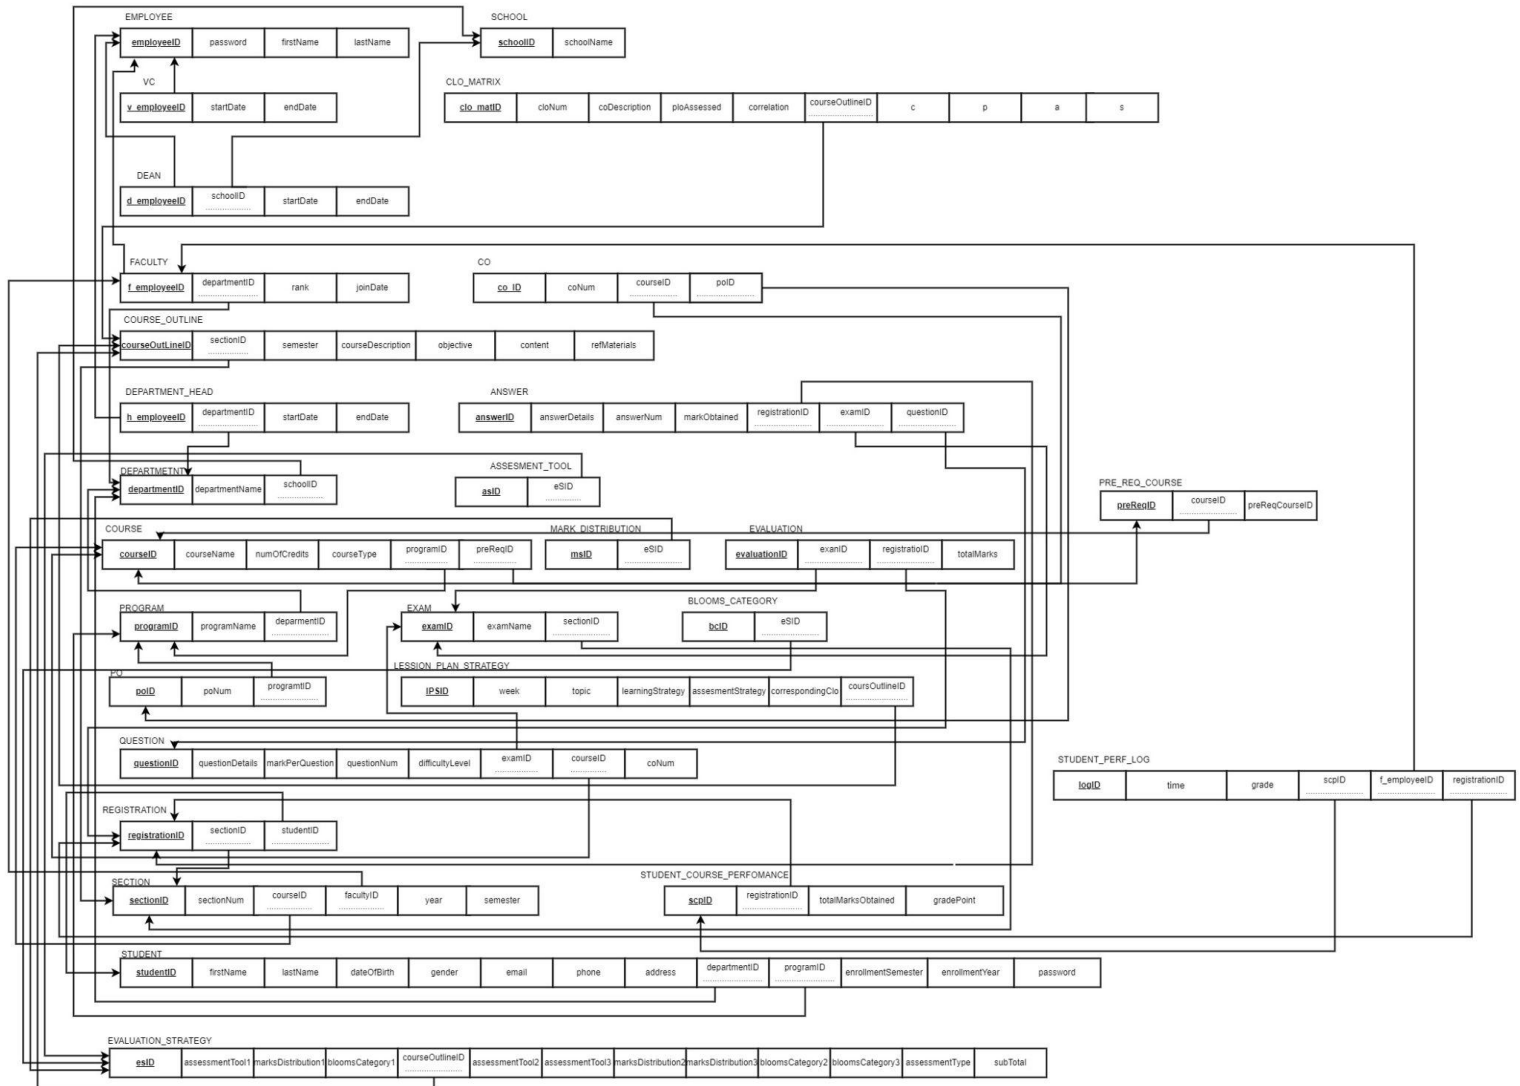 EMPLOYEE
employeeID password firstName lastName
SCHOOL
schoolID schoolName
VC
v_employeeID startDate endDate
CLO_MATRIX
clo_matID cloNum coDescription ploAssessed correlation courseOutlineID c p a s
DEAN
d_employeeID schoolID startDate endDate
FACULTY
f_employeeID departmentID rank joinDate
CO
co_ID coNum courseID poID
COURSE_OUTLINE
courseOutLineID sectionID semester courseDescription objective content refMaterials
DEPARTMENT_HEAD
h_employeeID departmentID startDate endDate
ANSWER
answerID answerDetails answerNum markObtained registrationID examID questionID
DEPARTMETNT
departmentID departmentName schoolID
ASSESMENT_TOOL
asID eSID
PRE_REQ_COURSE
preReqID courseID preReqCourseID
COURSE
courseID courseName numOfCredits courseType programID preReqID
MARK_DISTRIBUTION
msID eSID
EVALUATION
evaluationID exanID registratioID totalMarks
PROGRAM
programID programName deparmentID
EXAM
examID examName sectionID
BLOOMS_CATEGORY
bcID eSID
PO
poID poNum programtID
LESSION_PLAN_STRATEGY
lPSID week topic learningStrategy assesmentStrategy correspondingClo coursOutlineID
QUESTION
questionID questionDetails markPerQuestion questionNum difficultyLevel examID courseID coNum
STUDENT_PERF_LOG
logID time grade scpID f_employeeID registrationID
REGISTRATION
registrationID sectionID studentID
SECTION
sectionID sectionNum courseID facultyID year semester
STUDENT_COURSE_PERFOMANCE
scpID registrationID totalMarksObtained gradePoint
STUDENT
studentID firstName lastName dateOfBirth gender email phone address departmentID programID enrollmentSemester enrollmentYear password
EVALUATION_STRATEGY
esID assessmentTool1 marksDistribution1 bloomsCategory1 courseOutlineID assessmentTool2 assessmentTool3 marksDistribution2 marksDistribution3 bloomsCategory2 bloomsCategory3 assessmentType subTotal